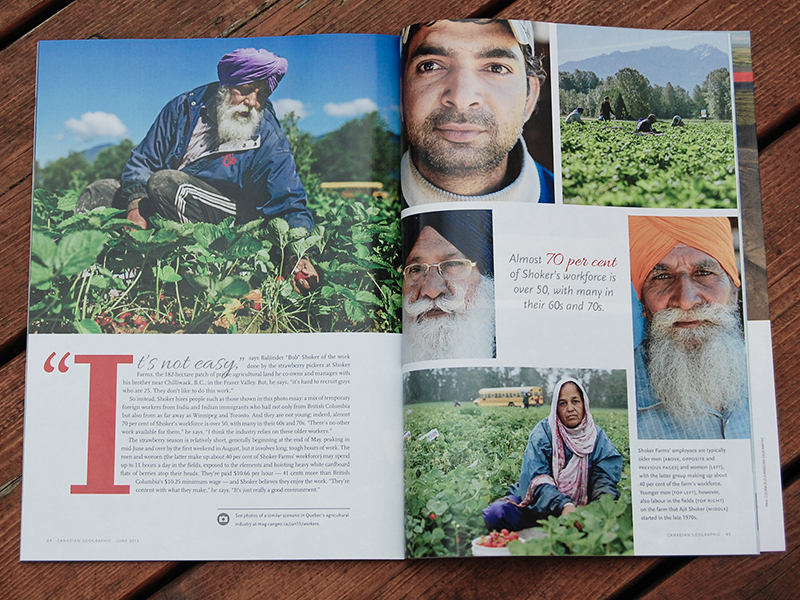 “It's not easy,” says Baljinder “Bob” Shoker of the work
done by the strawberry pickers at Shoker
Farms, the 182-hectare patch of prime agricultural land he co-owns and manages with
his brother near Chilliwack, B.C., in the Fraser Valley. But, he says, “it's hard to recruit guys
who are 25. They don't like to do this work.”
So instead, Shoker hires people such as those shown in this photo essay: a mix of temporary
foreign workers from India and Indian immigrants who hail not only from British Columbia
but also from as far away as Winnipeg and Toronto. And they are not young; indeed, almost
70 per cent of Shoker's workforce is over 50, with many in their 60s and 70s. “There's no other
work available for them,” he says. “I think the industry relies on these older workers.”
The strawberry season is relatively short, generally beginning at the end of May, peaking in
mid-June and over by the first weekend in August, but it involves long, tough hours of work. The
men and women (the latter make up about 40 per cent of Shoker Farms' workforce) may spend
up to 11 hours a day in the fields, exposed to the elements and hoisting heavy white cardboard
flats of berries atop their heads. They're paid $10.66 per hour — 41 cents more than British
Columbia's $10.25 minimum wage — and Shoker believes they enjoy the work. “They're
content with what they make,” he says. “It's just really a good environment.”
See photos of a similar scenario in Quebec's agricultural
industry at mag.cangeo.ca/jun15/workers.
64 CANADIAN GEOGRAPHIC JUNE 2015
Almost 70 per cent
of Shoker's workforce is
over 50, with many in
their 60s and 70s.
Shoker Farms' employees are typically
older men (ABOVE, OPPOSITE AND
PREVIOUS PAGES) and women (LEFT),
with the latter group making up about
40 per cent of the farm's workforce.
Younger men (TOP LEFT), however,
also labour in the fields (TOP RIGHT)
on the farm that Ajit Shoker (MIDDLE)
started in the late 1970s.
CANADIAN GEOGRAPHIC 65